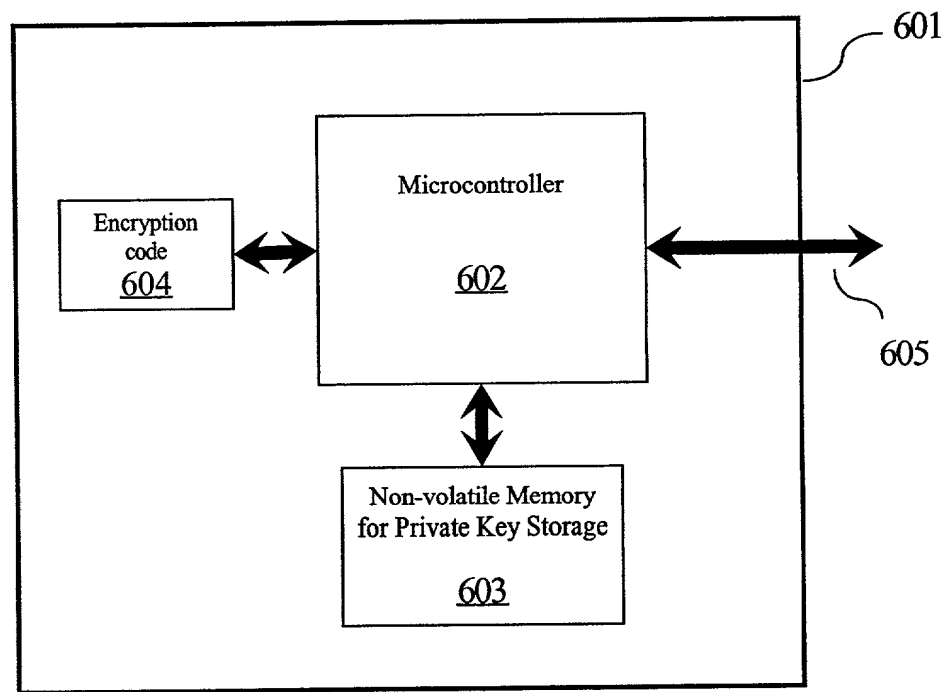 601
Microcontroller
602
Encryption
code
604
605
Non-volatile Memory
for Private Key Storage
603